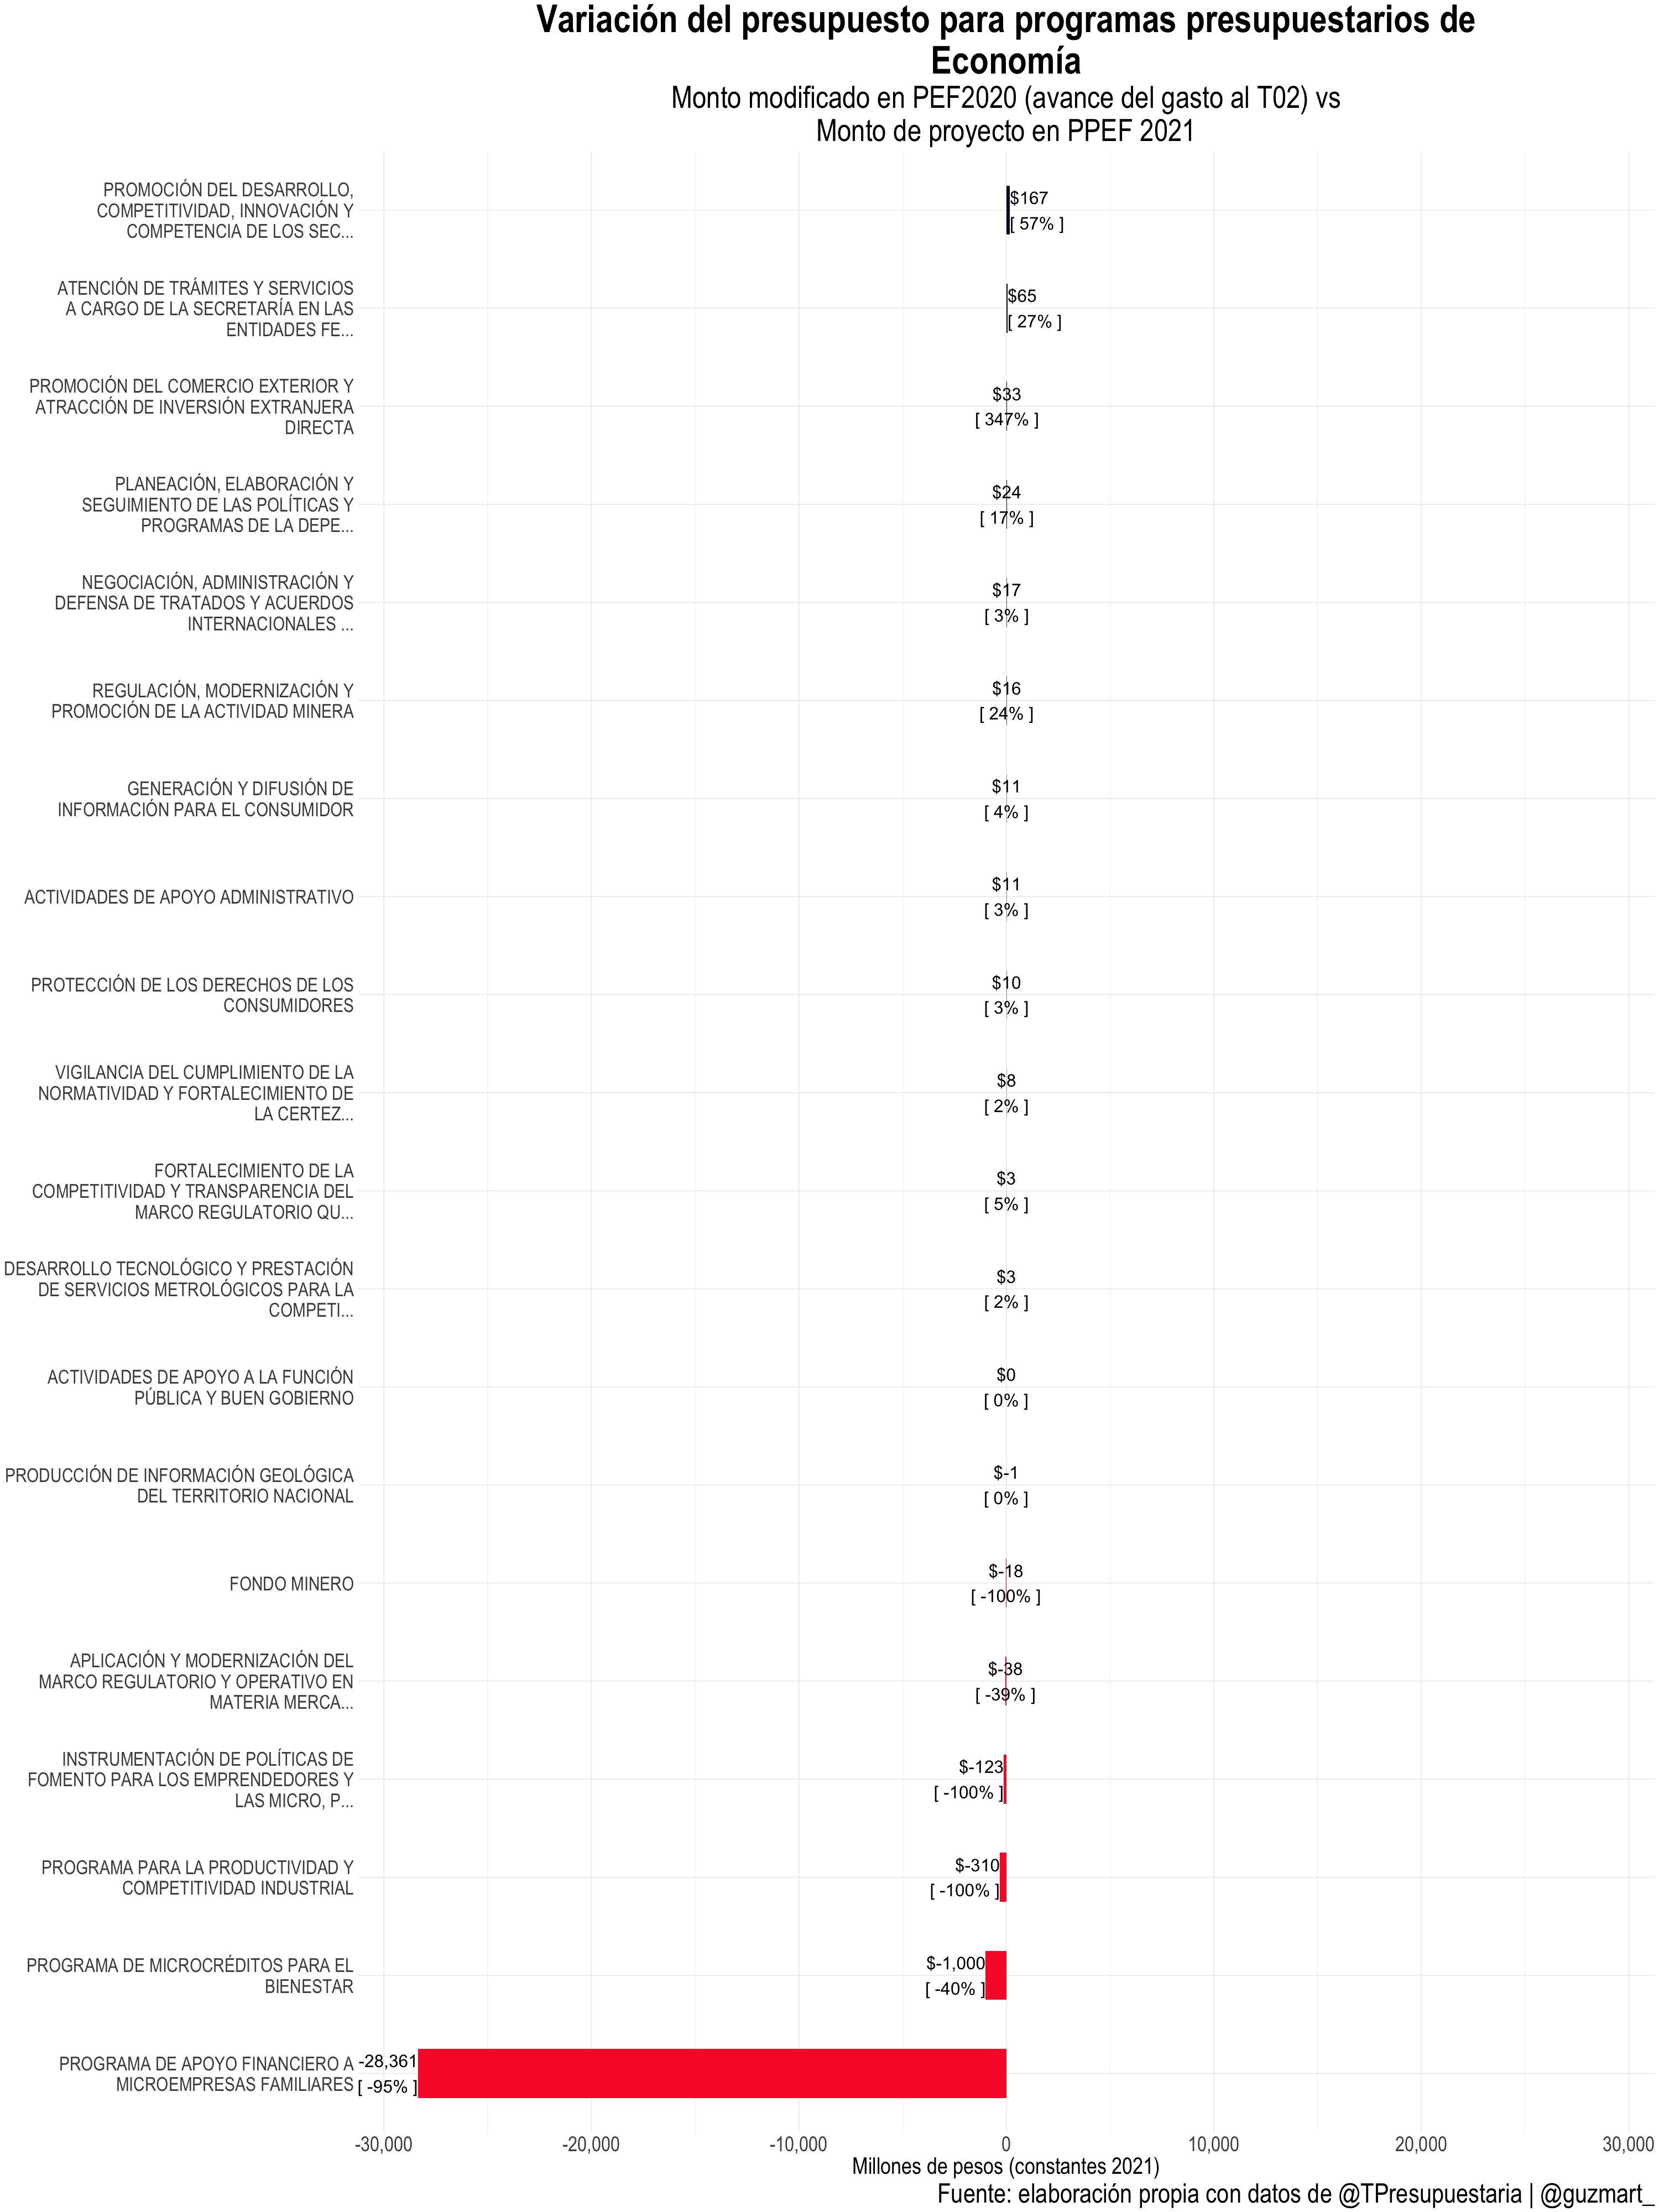 Variación del presupuesto para programas presupuestarios de
Economía
Monto modificado en PEF2020 (avance del gasto al T02) vs
Monto de proyecto en PPEF 2021
PROMOCIÓN DEL DESARROLLO,
COMPETITIVIDAD, INNOVACIÓN Y
COMPETENCIA DE LOS SEC...
$167
[ 57% ]
ATENCIÓN DE TRÁMITES Y SERVICIOS
A CARGO DE LA SECRETARÍA EN LAS
ENTIDADES FE...
$65
[ 27% ]
PROMOCIÓN DEL COMERCIO EXTERIOR Y
ATRACCIÓN DE INVERSIÓN EXTRANJERA
DIRECTA
$33
[ 347% ]
PLANEACIÓN, ELABORACIÓN Y
SEGUIMIENTO DE LAS POLÍTICAS Y
PROGRAMAS DE LA DEPE...
$24
[ 17% ]
NEGOCIACIÓN, ADMINISTRACIÓN Y
DEFENSA DE TRATADOS Y ACUERDOS
INTERNACIONALES ...
$17
[ 3% ]
REGULACIÓN, MODERNIZACIÓN Y
PROMOCIÓN DE LA ACTIVIDAD MINERA
$16
[ 24% ]
GENERACIÓN Y DIFUSIÓN DE
INFORMACIÓN PARA EL CONSUMIDOR
$11
[ 4% ]
ACTIVIDADES DE APOYO ADMINISTRATIVO
$11
[ 3% ]
PROTECCIÓN DE LOS DERECHOS DE LOS
CONSUMIDORES
$10
[ 3% ]
VIGILANCIA DEL CUMPLIMIENTO DE LA
NORMATIVIDAD Y FORTALECIMIENTO DE
LA CERTEZ...
$8
[ 2% ]
FORTALECIMIENTO DE LA
COMPETITIVIDAD Y TRANSPARENCIA DEL
MARCO REGULATORIO QU...
$3
[ 5% ]
DESARROLLO TECNOLÓGICO Y PRESTACIÓN
DE SERVICIOS METROLÓGICOS PARA LA
COMPETI...
$3
[ 2% ]
ACTIVIDADES DE APOYO A LA FUNCIÓN
PÚBLICA Y BUEN GOBIERNO
$0
[ 0% ]
PRODUCCIÓN DE INFORMACIÓN GEOLÓGICA
DEL TERRITORIO NACIONAL
$-1
[ 0% ]
FONDO MINERO
$-18
[ -100% ]
APLICACIÓN Y MODERNIZACIÓN DEL
MARCO REGULATORIO Y OPERATIVO EN
MATERIA MERCA...
$-38
[ -39% ]
INSTRUMENTACIÓN DE POLÍTICAS DE
FOMENTO PARA LOS EMPRENDEDORES Y
LAS MICRO, P...
$-123
[ -100% ]
PROGRAMA PARA LA PRODUCTIVIDAD Y
COMPETITIVIDAD INDUSTRIAL
$-310
[ -100% ]
PROGRAMA DE MICROCRÉDITOS PARA EL
BIENESTAR
$-1,000
[ -40% ]
PROGRAMA DE APOYO FINANCIERO A
MICROEMPRESAS FAMILIARES
-28,361
[ -95% ]
-30,000 -20,000 -10,000 0 10,000 20,000 30,000
Millones de pesos (constantes 2021)
Fuente: elaboración propia con datos de @TPresupuestaria | @guzmart_